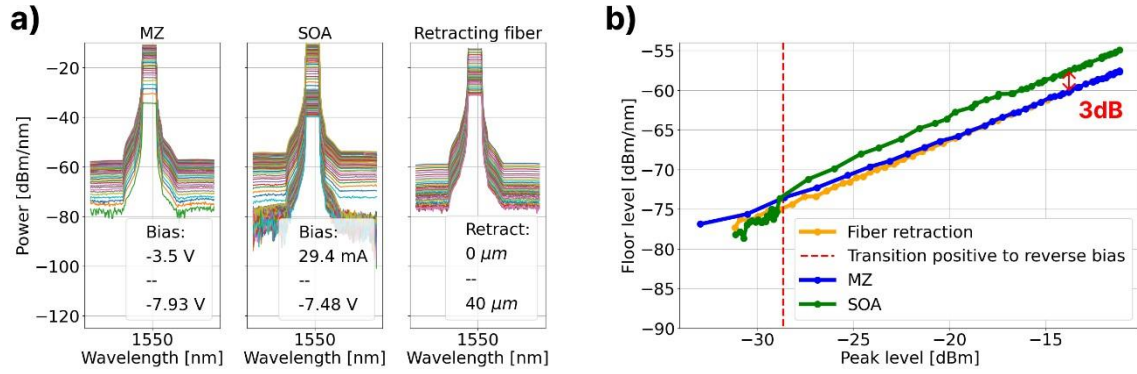 a)
MZ
SOA
Retracting fiber
Power [dBm/nm]
−20
−40
−60
−80
−100
−120
Bias:
-3.5 V
--
-7.93 V
Bias:
29.4 mA
--
-7.48 V
Retract:
0 μm
--
40 μm
1550
1550
1550
Wavelength [nm]
Wavelength [nm]
Wavelength [nm]
b)
Floor level [dBm/nm]
−55
−60
−65
−70
−75
−80
−85
−90
3dB
Fiber retraction
Transition positive to reverse bias
MZ
SOA
−30
−25
−20
−15
Peak level [dBm]